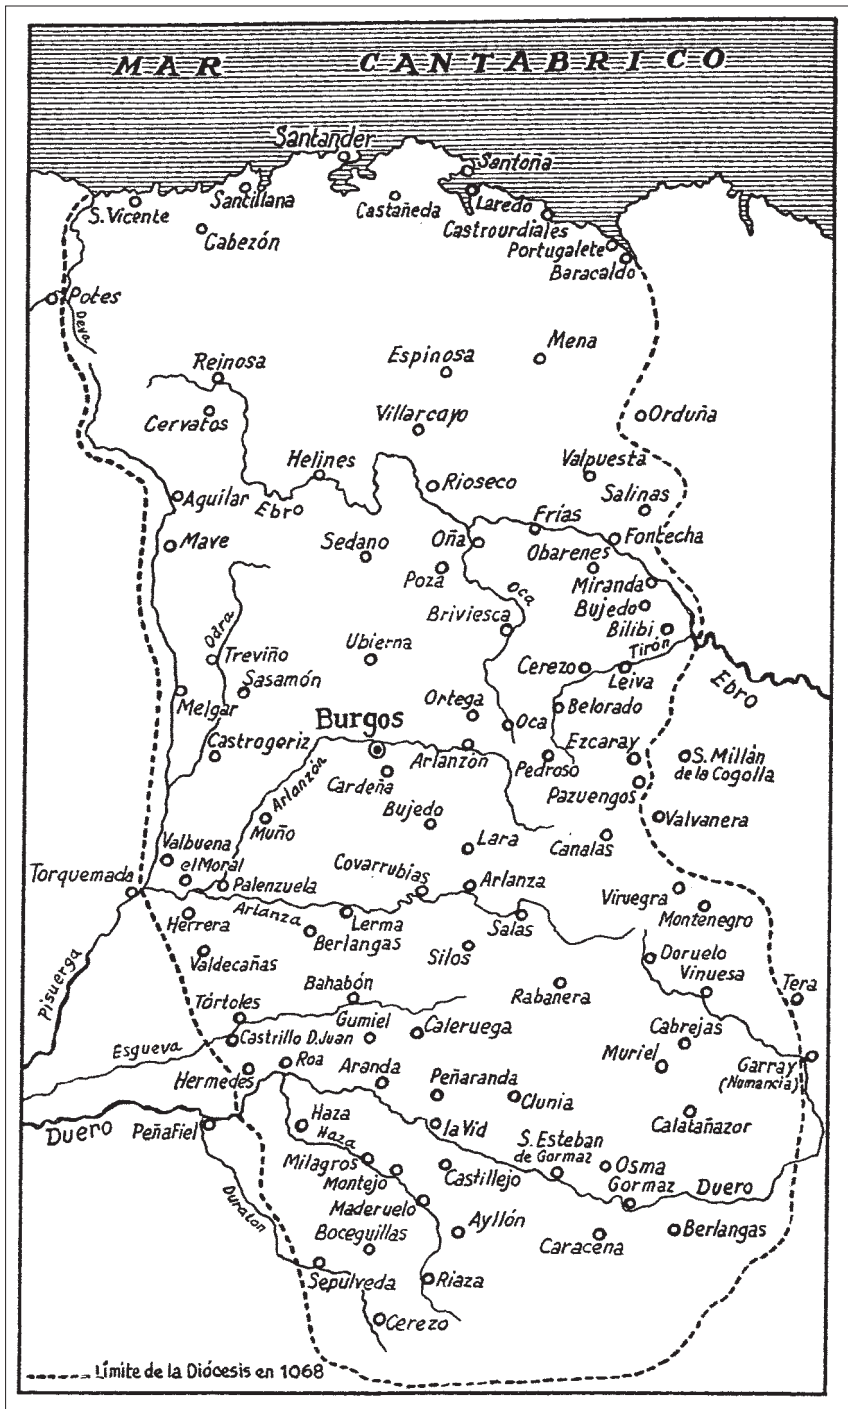 MAR CANTABRICO
Santander
Santoña
S. Vicente
Santillana
Castañeda
Laredo
Castrourdiales
Cabezón
Portugalete
Baracaldo
Potes
Deva
Mena
Reinosa
Espinosa
Cervatos
Villarcayo
Orduña
Helines
Valpuesta
Rioseco
Salinas
Aguilar
Ebro
Frías
Mave
Sedano
Oña
Fontecha
Obarenes
Poza
Oca
Miranda
Odra
Briviesca
Bujedo
Bilibi
Tirón
Treviño
Ubierna
Cerezo
Leiva
Ebro
Sasamón
Melgar
Ortega
Belorado
Burgos
Oca
Castrogeriz
Arlanzón
Ezcaray
S. Millán
de la Cogolla
Arlanzón
Cardeña
Pedroso
Pazuengos
Muño
Bujedo
Valvanera
Valbuena
Lara
Canalas
el Moral
Torquemada
Palenzuela
Covarrubias
Arlanza
Viruegra
Montenegro
Herrera
Arlanza
Lerma
Salas
Berlangas
Silos
Doruelo
Valdecañas
Vinuesa
Pisuerga
Bahabón
Rabanera
Tera
Tórtoles
Gumiel
Caleruega
Cabrejas
Castrillo D. Juan
Esgueva
Muriel
Garray
(Numancia)
Hermedes
Roa
Aranda
Peñaranda
Clunia
Calatañazor
Duero
Peñafiel
Haza
Haza
la Vid
S. Esteban
de Gormaz
Osma
Milagros
Montejo
Castillejo
Gormaz
Duero
Duraton
Maderuelo
Ayllón
Boceguillas
Caracena
Berlangas
Sepúlveda
Riaza
Cerezo
Límite de la Diócesis en 1068